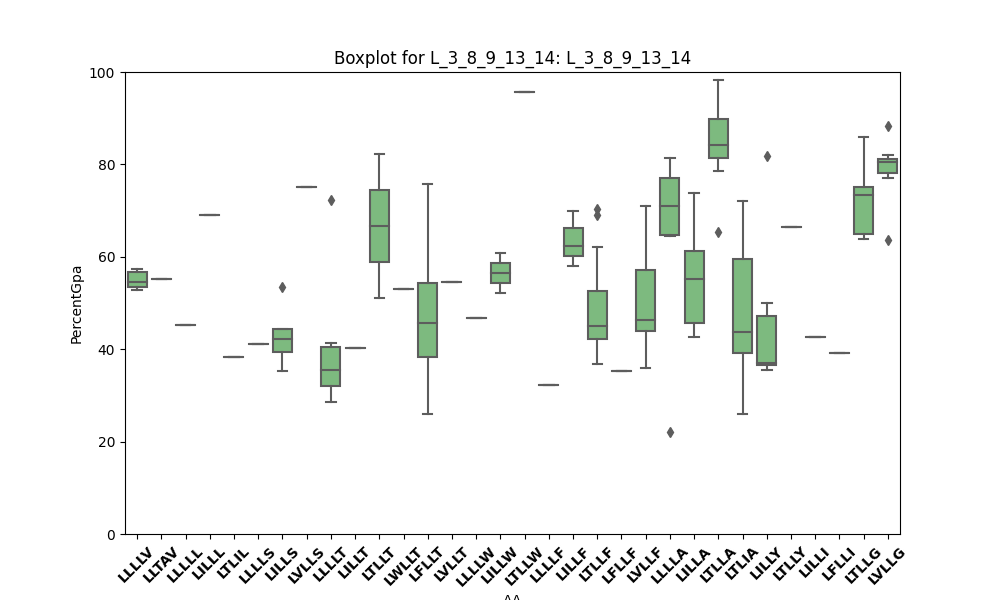 Boxplot for L_3_8_9_13_14: L_3_8_9_13_14
PercentGpa
100
80
60
40
20
0
LLLLV
LLTAV
LLLLL
LILLL
LTLIL
LLLLS
LILLS
LVLLS
LLLLT
LILLT
LTLLT
LWLLT
LFLLT
LVLLT
LLLLW
LILLW
LTLLW
LLLLF
LILLF
LTLLF
LFLLF
LVLLF
LLLLA
LILLA
LTLLA
LTLIA
LILLY
LTLLY
LILLI
LFLLI
LTLLG
LVLLG
AA